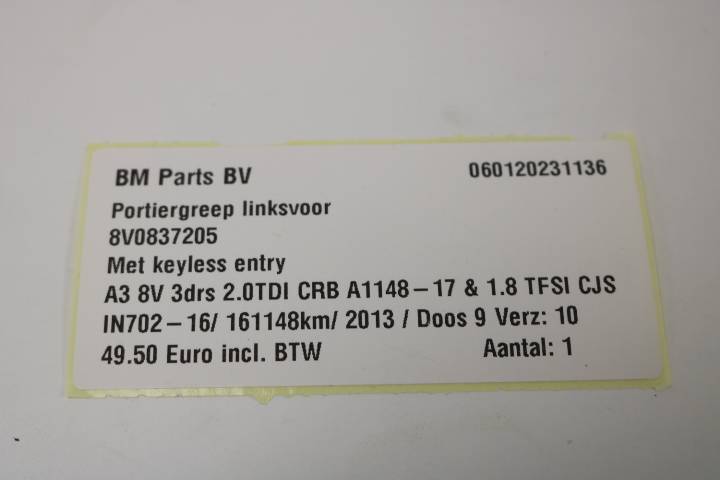 BM Parts BV 060120231136
Portiergreep linksvoor
8V0837205
Met keyless entry
A3 8V 3drs 2.0TDI CRB A1148-17 & 1.8 TFSI CJS
IN702-16/ 161148km/ 2013 / Doos 9 Verz: 10
49.50 Euro incl. BTW Aantal: 1